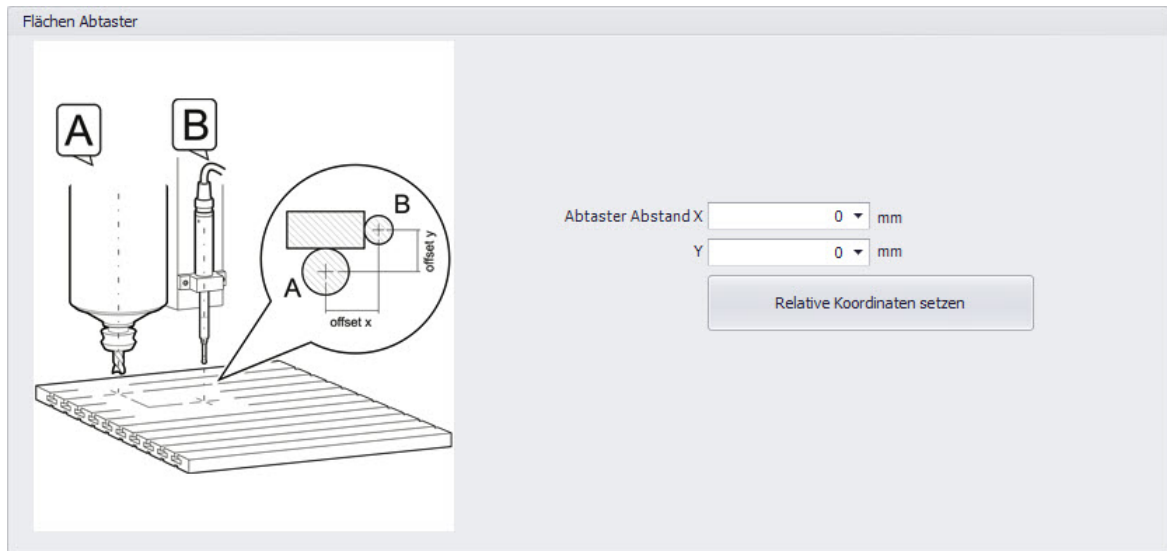 Flächen Abtaster
A
B
B
A
offset y
offset x
Abtaster Abstand X 0 mm
Y 0 mm
Relative Koordinaten setzen